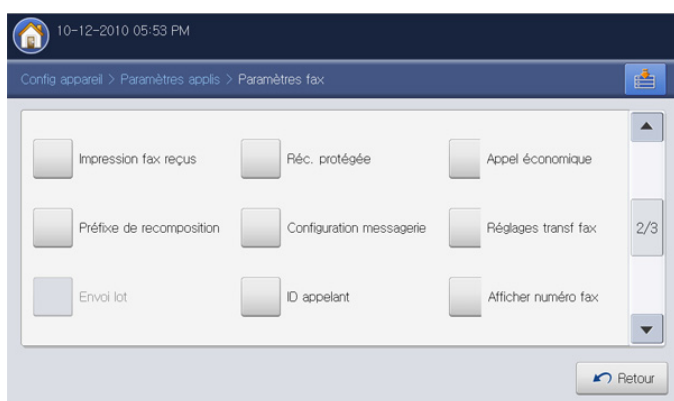 10-12-2010 05:53 PM
Config appareil > Paramètres applis > Paramètres fax
Impression fax reçus
Réc. protégée
Appel économique
Préfixe de recomposition
Configuration messagerie
Réglages transf fax
2/3
Envoi lot
ID appelant
Afficher numéro fax
Retour